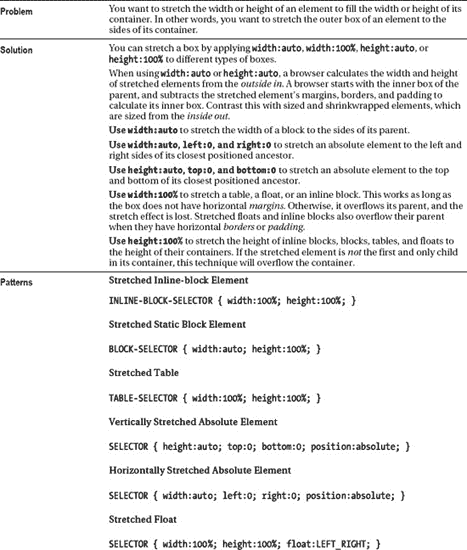 Problem
You want to stretch the width or height of an element to fill the width or height of its
container. In other words, you want to stretch the outer box of an element to the
sides of its container.
Solution
You can stretch a box by applying width:auto, width:100%, height:auto, or
height:100% to different types of boxes.
When using width:auto or height:auto, a browser calculates the width and height
of stretched elements from the outside in. A browser starts with the inner box of the
parent, and subtracts the stretched element's margins, borders, and padding to
calculate its inner box. Contrast this with sized and shrinkwrapped elements, which
are sized from the inside out.
Use width:auto to stretch the width of a block to the sides of its parent.
Use width:auto, left:0, and right:0 to stretch an absolute element to the left and
right sides of its closest positioned ancestor.
Use height:auto, top:0, and bottom:0 to stretch an absolute element to the top
and bottom of its closest positioned ancestor.
Use width:100% to stretch a table, a float, or an inline block. This works as long as
the box does not have horizontal margins. Otherwise, it overflows its parent, and the
stretch effect is lost. Stretched floats and inline blocks also overflow their parent
when they have horizontal borders or padding.
Use height:100% to stretch the height of inline blocks, blocks, tables, and floats to
the height of their containers. If the stretched element is not the first and only child
in its container, this technique will overflow the container.
Patterns
Stretched Inline-block Element
INLINE-BLOCK-SELECTOR { width:100%; height:100%; }
Stretched Static Block Element
BLOCK-SELECTOR { width:auto; height:100%; }
Stretched Table
TABLE-SELECTOR { width:100%; height:100%; }
Vertically Stretched Absolute Element
SELECTOR { height:auto; top:0; bottom:0; position:absolute; }
Horizontally Stretched Absolute Element
SELECTOR { width:auto; left:0; right:0; position:absolute; }
Stretched Float
SELECTOR { width:100%; height:100%; float:LEFT_RIGHT; }